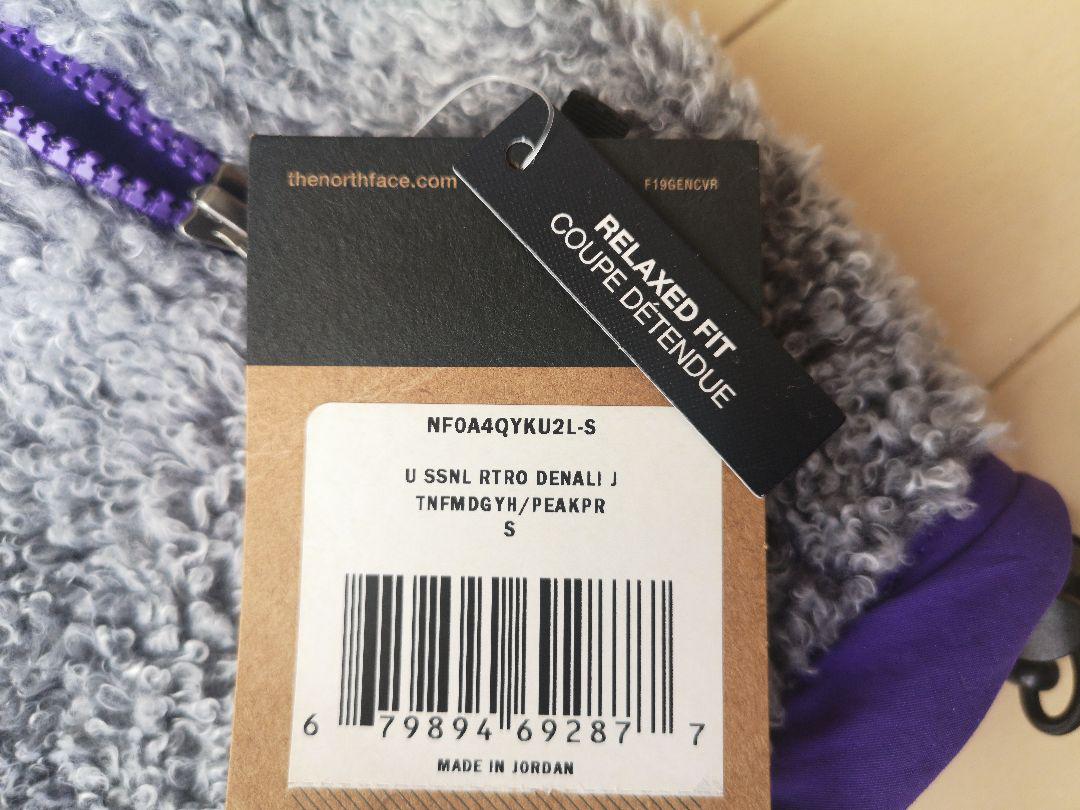 thenorthface.com
F19GENCVR
RELAXED FIT
COUPE DÉTENDUE
NF0A4QYKU2L-S
U SSNL RTRO DENALI J
TNFMDGYH/PEAKPR
S
6 79894 69287 7
MADE IN JORDAN